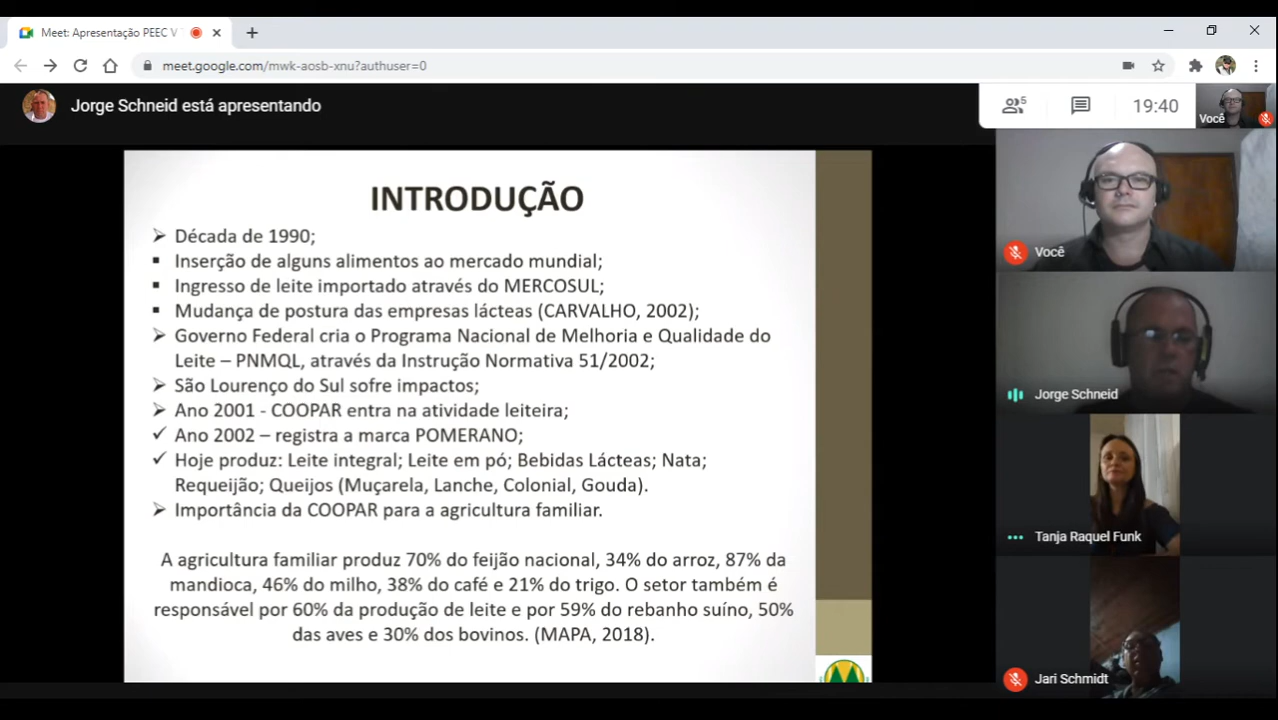 Meet: Apresentação PEEC V
meet.google.com/mwk-aosb-xnu?authuser=0
Jorge Schneid está apresentando
5
19:40
Você
INTRODUÇÃO
Década de 1990;
Inserção de alguns alimentos ao mercado mundial;
Ingresso de leite importado através do MERCOSUL;
Mudança de postura das empresas lácteas (CARVALHO, 2002);
Governo Federal cria o Programa Nacional de Melhoria e Qualidade do
Leite – PNMQL, através da Instrução Normativa 51/2002;
São Lourenço do Sul sofre impactos;
Ano 2001 - COOPAR entra na atividade leiteira;
Ano 2002 – registra a marca POMERANO;
Hoje produz: Leite integral; Leite em pó; Bebidas Lácteas; Nata;
Requeijão; Queijos (Muçarela, Lanche, Colonial, Gouda).
Importância da COOPAR para a agricultura familiar.
A agricultura familiar produz 70% do feijão nacional, 34% do arroz, 87% da
mandioca, 46% do milho, 38% do café e 21% do trigo. O setor também é
responsável por 60% da produção de leite e por 59% do rebanho suíno, 50%
das aves e 30% dos bovinos. (MAPA, 2018).
Você
Jorge Schneid
Tanja Raquel Funk
Jari Schmidt